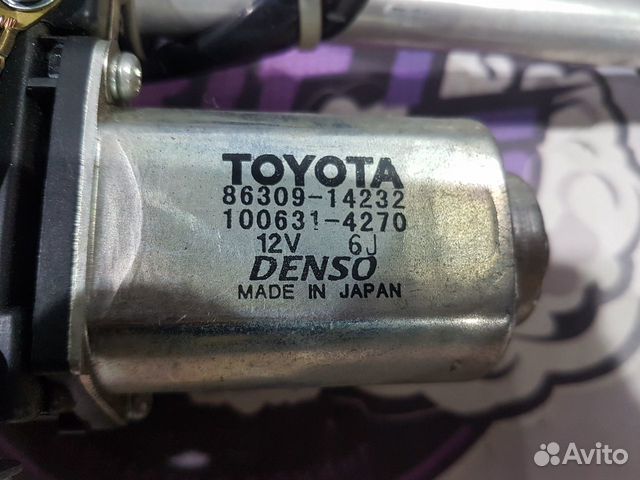 TOYOTA
86309-14232
100631-4270
12V 6J
DENSO
MADE IN JAPAN
Avito